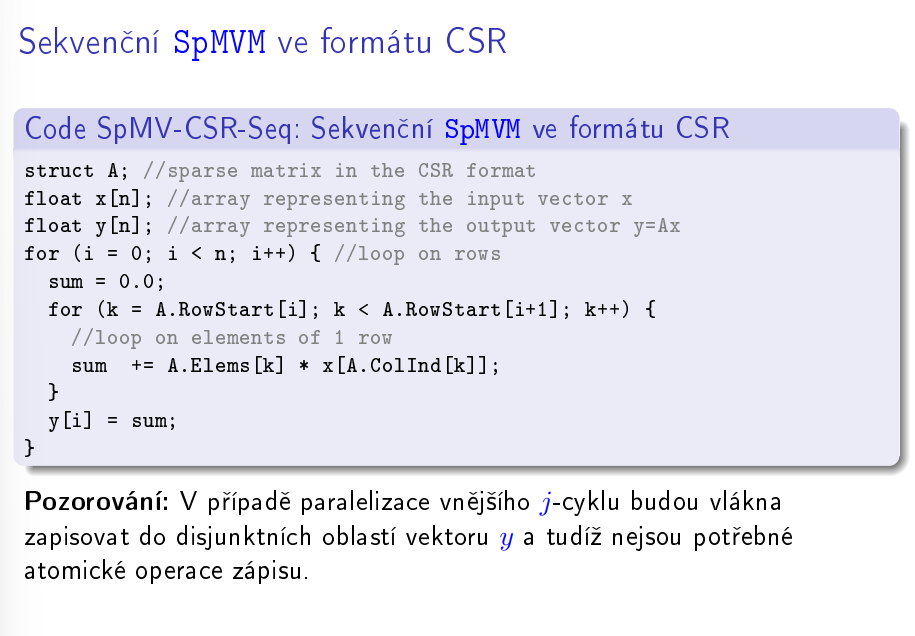 Sekvenční SpMVM ve formátu CSR
Code SpMV-CSR-Seq: Sekvenční SpMVM ve formátu CSR
struct A; //sparse matrix in the CSR format
float x[n]; //array representing the input vector x
float y[n]; //array representing the output vector y=Ax
for (i = 0; i < n; i++) { //loop on rows
  sum = 0.0;
  for (k = A.RowStart[i]; k < A.RowStart[i+1]; k++) {
    //loop on elements of 1 row
    sum  += A.Elems[k] * x[A.ColInd[k]];
  }
  y[i] = sum;
}
Pozorování: V případě paralelizace vnějšího j-cyklu budou vlákna
zapisovat do disjunktních oblastí vektoru y a tudíž nejsou potřebné
atomické operace zápisu.